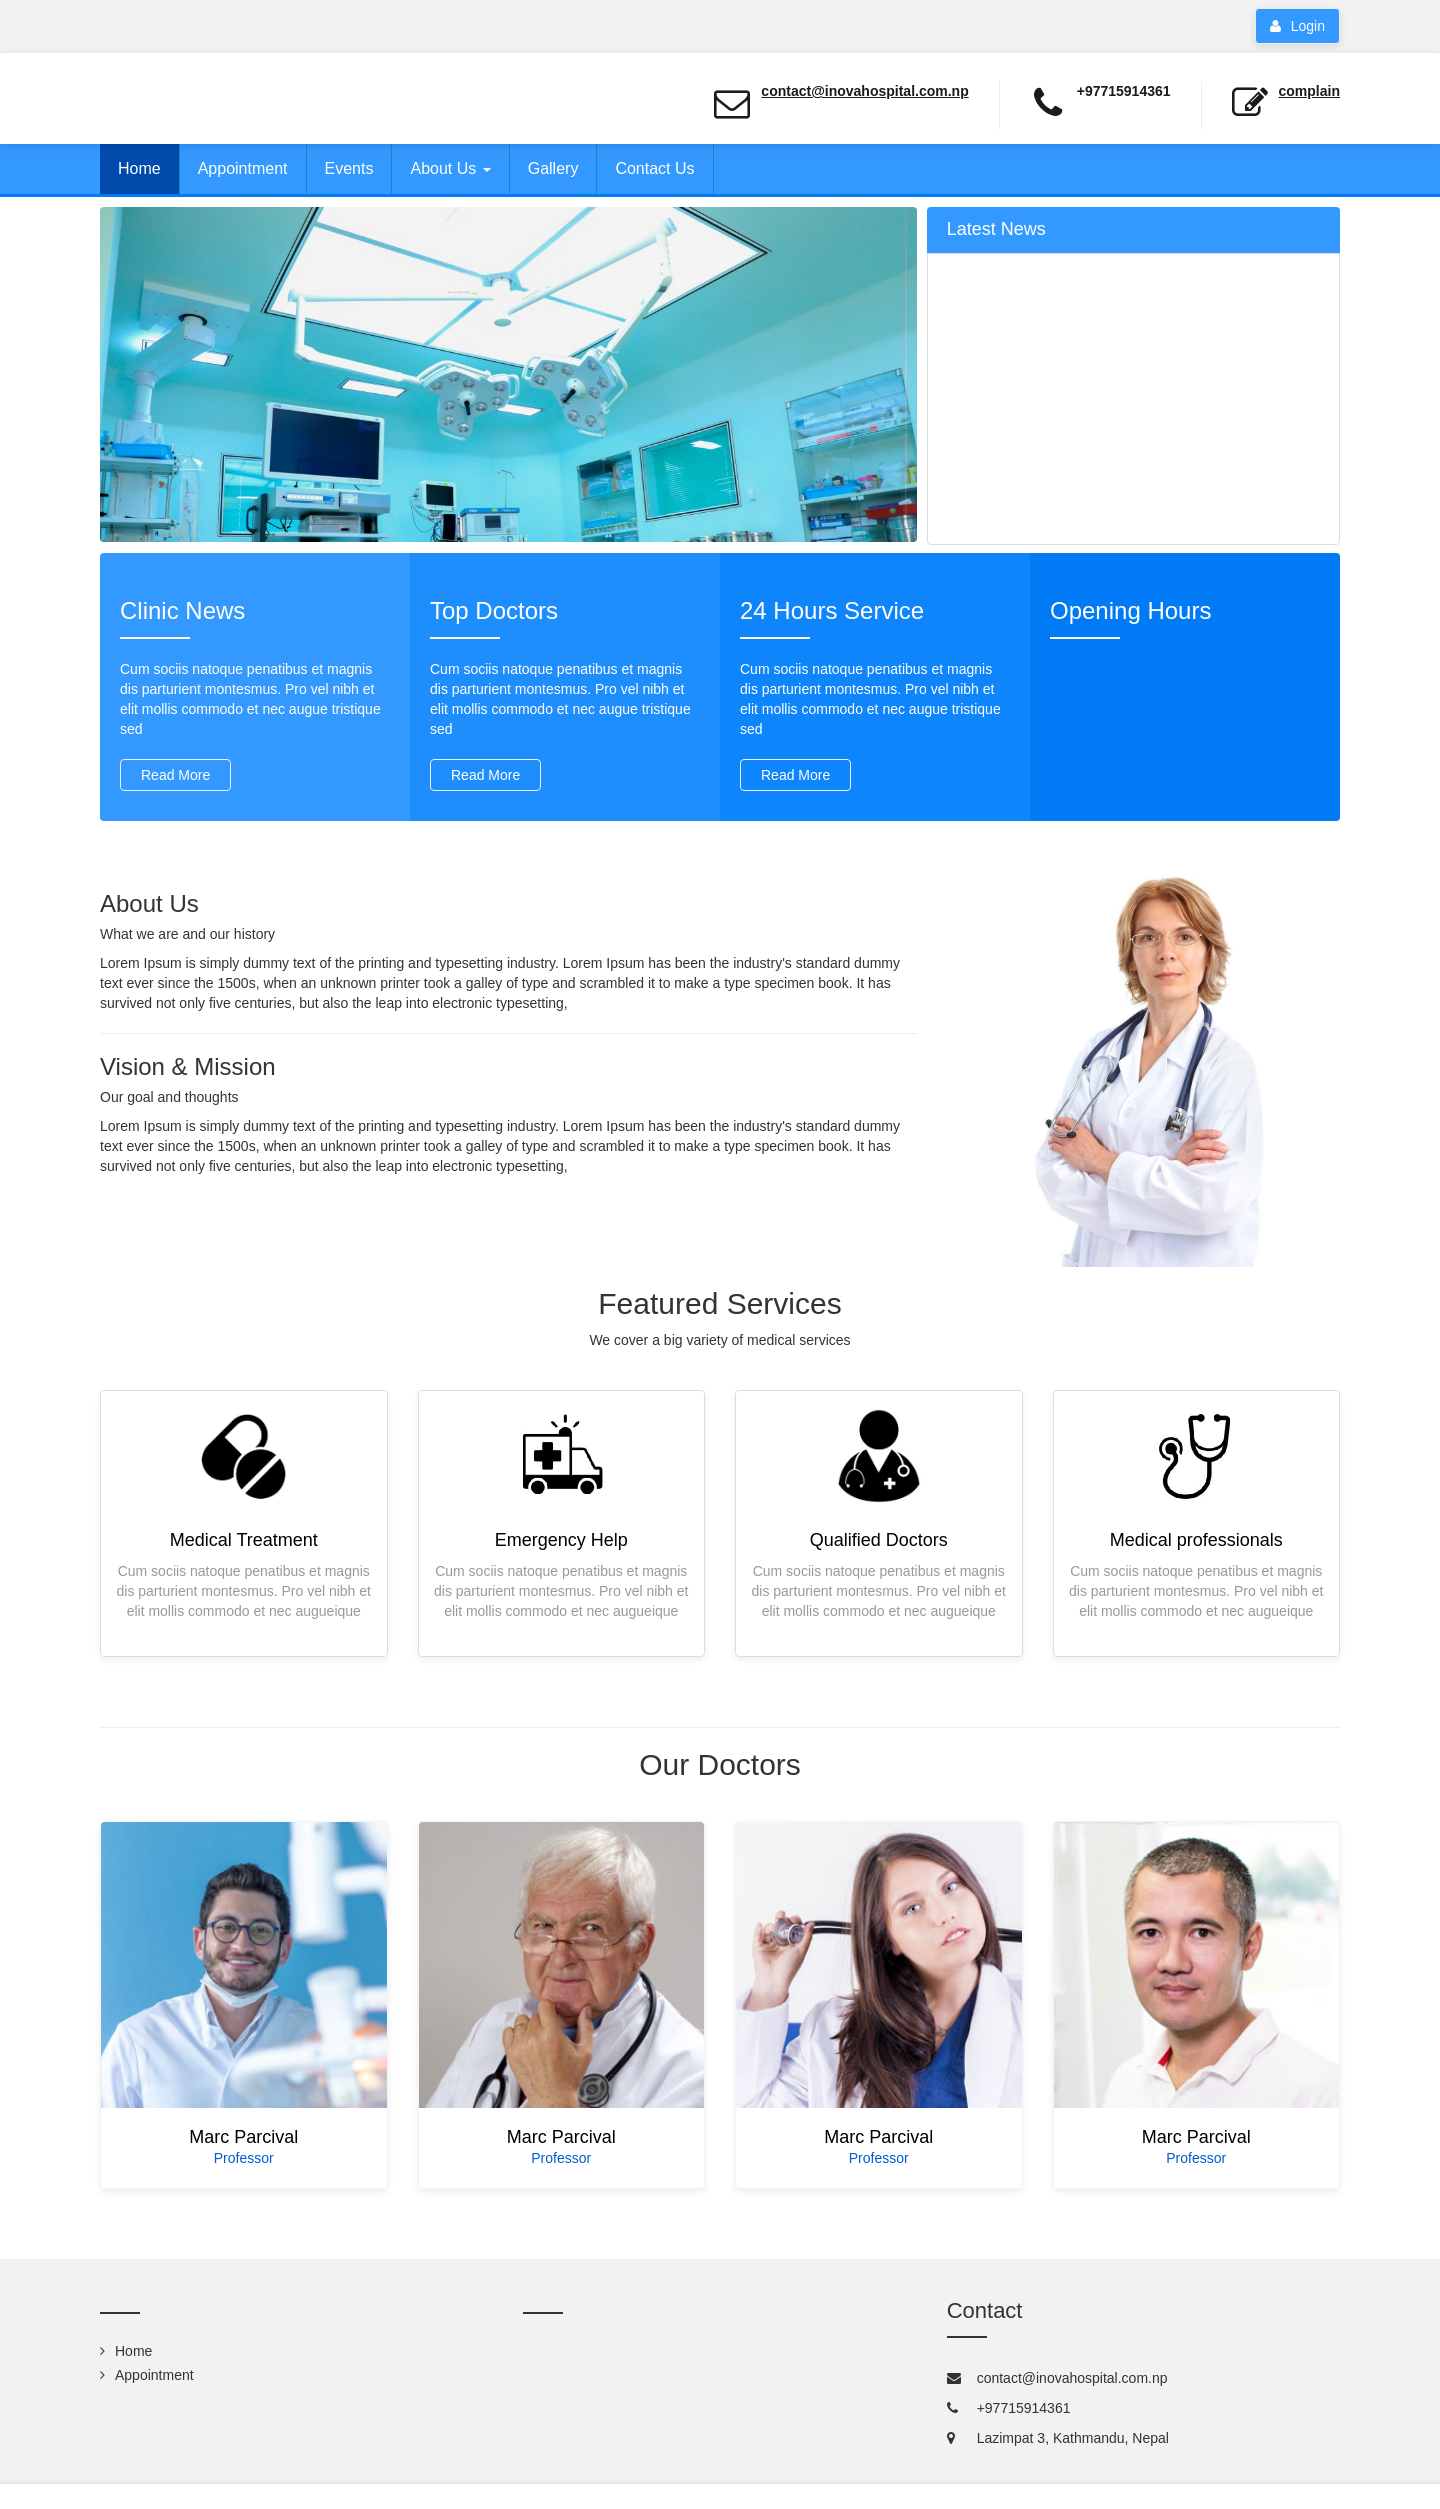 Login
contact@inovahospital.com.np
+97715914361
complain
Home
Appointment
Events
About Us
Gallery
Contact Us
Latest News
Clinic News
Cum sociis natoque penatibus et magnis
dis parturient montesmus. Pro vel nibh et
elit mollis commodo et nec augue tristique
sed
Read More
Top Doctors
Cum sociis natoque penatibus et magnis
dis parturient montesmus. Pro vel nibh et
elit mollis commodo et nec augue tristique
sed
Read More
24 Hours Service
Cum sociis natoque penatibus et magnis
dis parturient montesmus. Pro vel nibh et
elit mollis commodo et nec augue tristique
sed
Read More
Opening Hours
About Us
What we are and our history
Lorem Ipsum is simply dummy text of the printing and typesetting industry. Lorem Ipsum has been the industry's standard dummy
text ever since the 1500s, when an unknown printer took a galley of type and scrambled it to make a type specimen book. It has
survived not only five centuries, but also the leap into electronic typesetting,
Vision & Mission
Our goal and thoughts
Lorem Ipsum is simply dummy text of the printing and typesetting industry. Lorem Ipsum has been the industry's standard dummy
text ever since the 1500s, when an unknown printer took a galley of type and scrambled it to make a type specimen book. It has
survived not only five centuries, but also the leap into electronic typesetting,
Featured Services
We cover a big variety of medical services
Medical Treatment
Cum sociis natoque penatibus et magnis
dis parturient montesmus. Pro vel nibh et
elit mollis commodo et nec augueique
Emergency Help
Cum sociis natoque penatibus et magnis
dis parturient montesmus. Pro vel nibh et
elit mollis commodo et nec augueique
Qualified Doctors
Cum sociis natoque penatibus et magnis
dis parturient montesmus. Pro vel nibh et
elit mollis commodo et nec augueique
Medical professionals
Cum sociis natoque penatibus et magnis
dis parturient montesmus. Pro vel nibh et
elit mollis commodo et nec augueique
Our Doctors
Marc Parcival
Professor
Marc Parcival
Professor
Marc Parcival
Professor
Marc Parcival
Professor
Home
Appointment
Contact
contact@inovahospital.com.np
+97715914361
Lazimpat 3, Kathmandu, Nepal